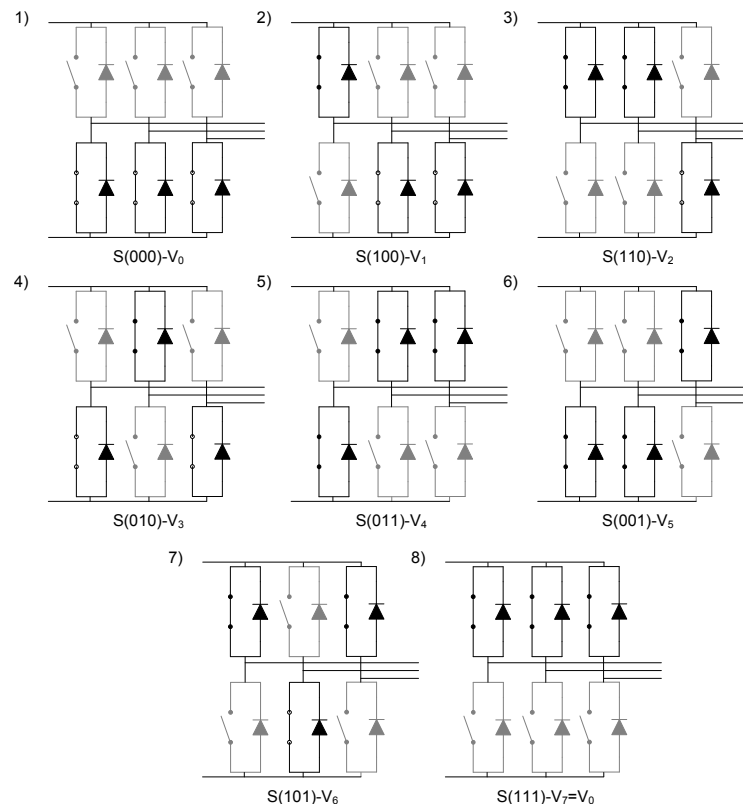 1)
2)
3)
S(000)-V0
S(100)-V1
S(110)-V2
4)
5)
6)
S(010)-V3
S(011)-V4
S(001)-V5
7)
8)
S(101)-V6
S(111)-V7=V0